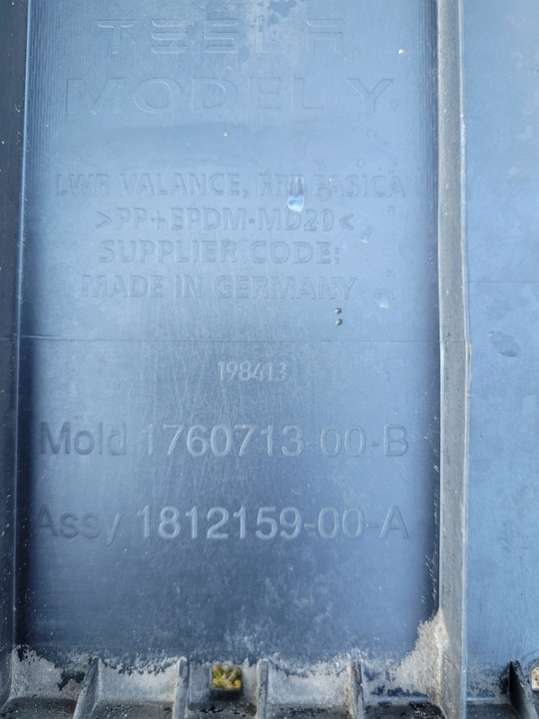 TESLA
MODEL Y
LWR VALANCE, FASICA
>PP+EPDM-MD20<
SUPPLIER CODE:
MADE IN GERMANY
198413
Mold 1760713-00-B
Assy 1812159-00-A